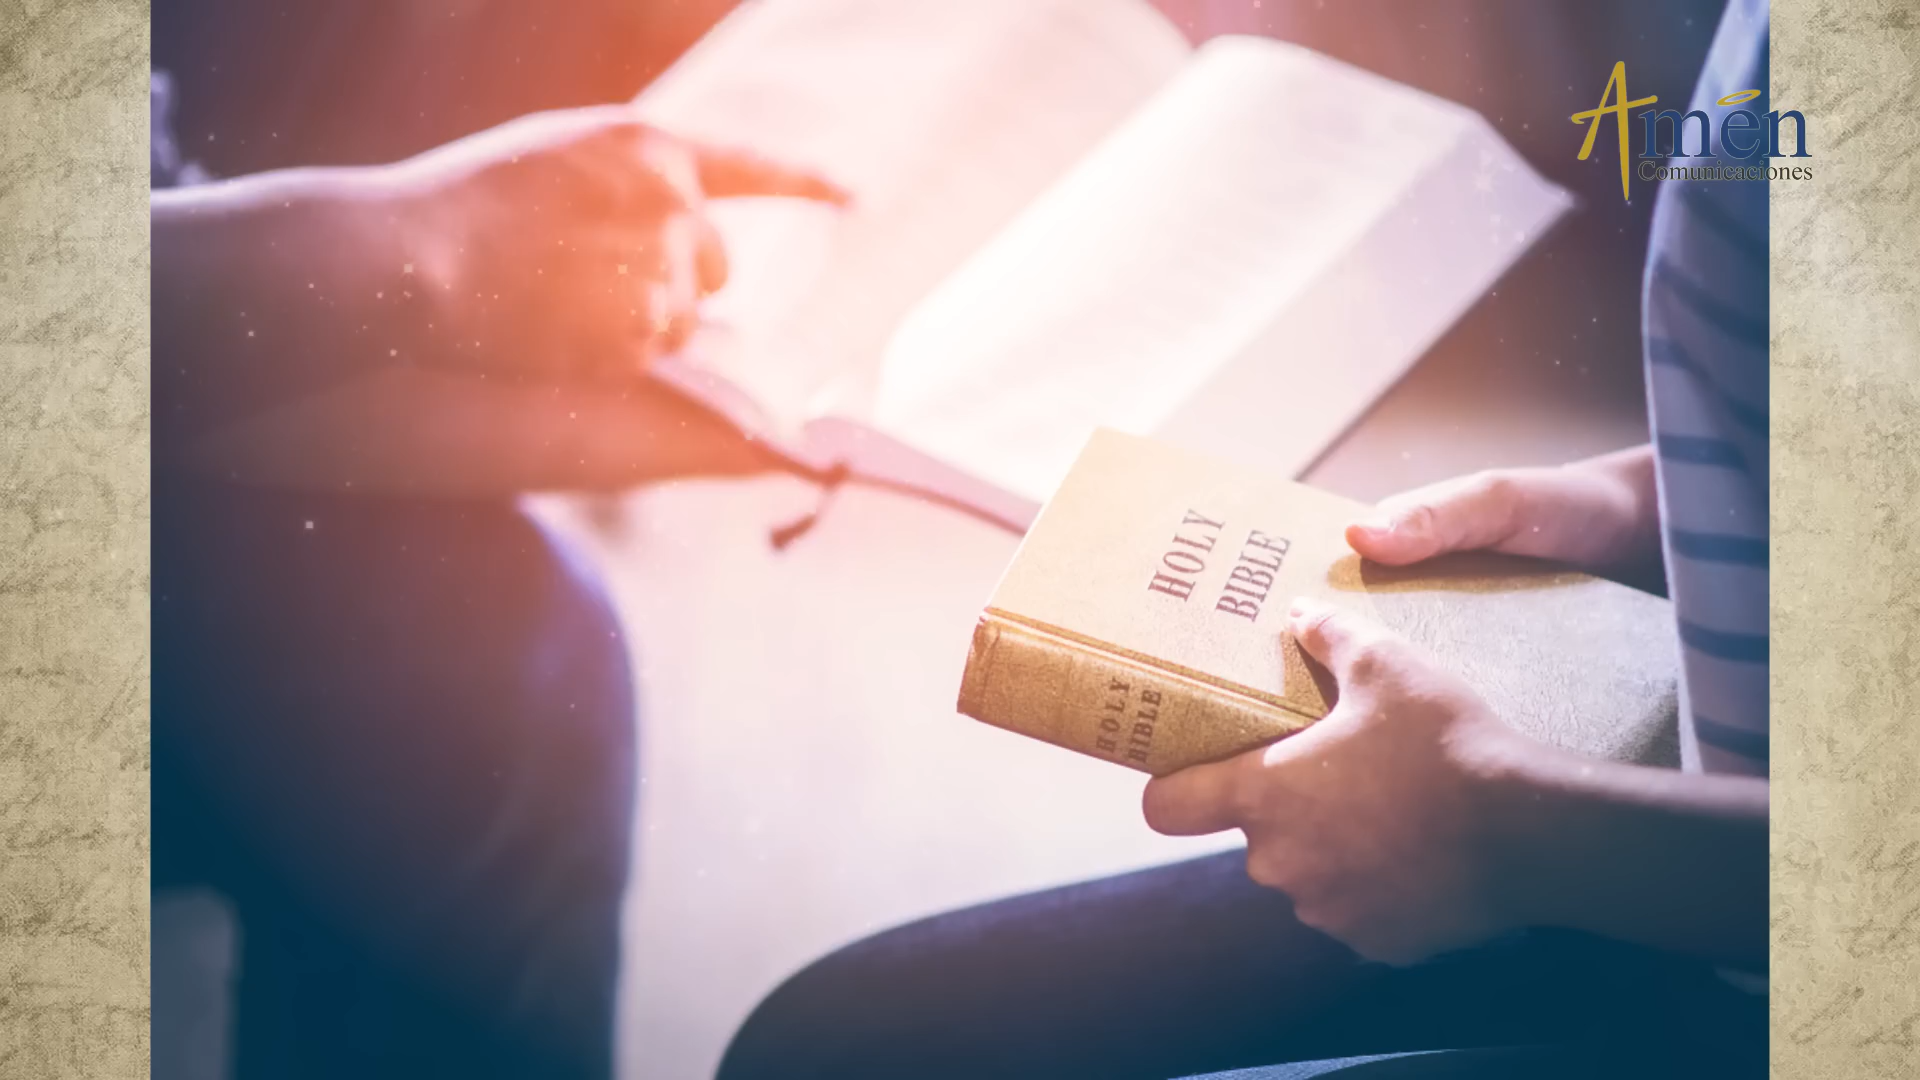 Amén
Comunicaciones
HOLY
BIBLE
HOLY
BIBLE